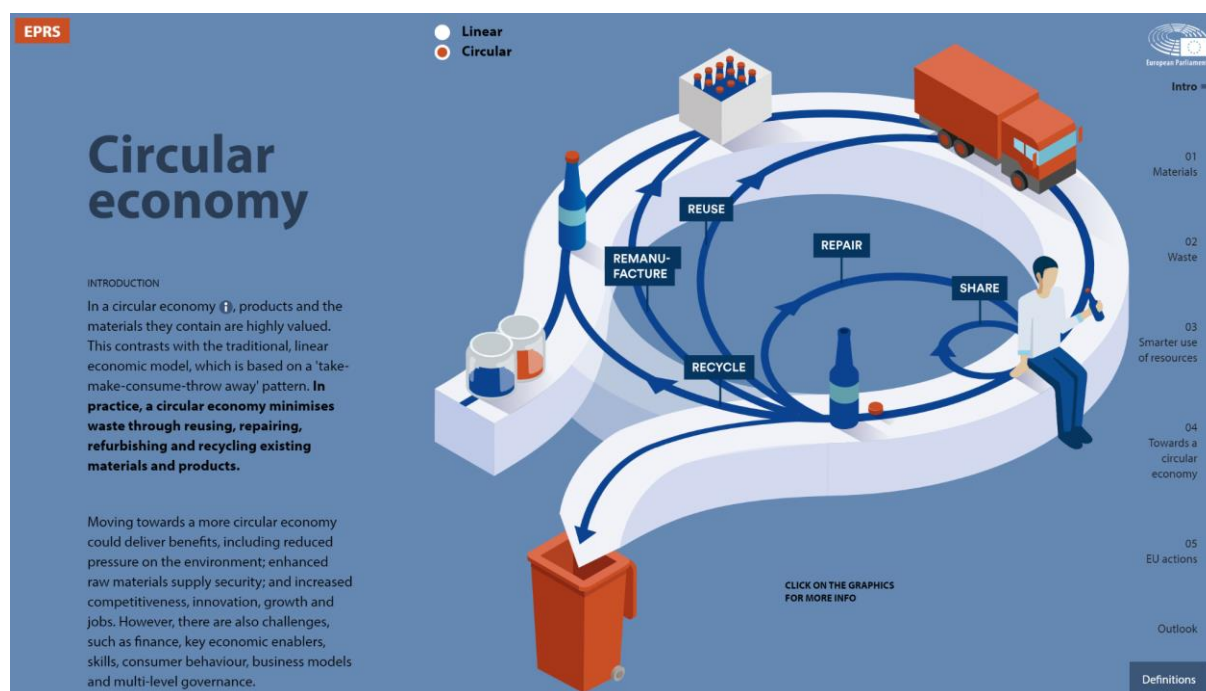 EPRS
Linear
Circular
European Parliament
Intro
Circular
economy
INTRODUCTION
In a circular economy i, products and the
materials they contain are highly valued.
This contrasts with the traditional, linear
economic model, which is based on a 'take-
make-consume-throw away' pattern. In
practice, a circular economy minimises
waste through reusing, repairing,
refurbishing and recycling existing
materials and products.
Moving towards a more circular economy
could deliver benefits, including reduced
pressure on the environment; enhanced
raw materials supply security; and increased
competitiveness, innovation, growth and
jobs. However, there are also challenges,
such as finance, key economic enablers,
skills, consumer behaviour, business models
and multi-level governance.
REUSE
REMANU-
FACTURE
REPAIR
SHARE
RECYCLE
CLICK ON THE GRAPHICS
FOR MORE INFO
01
Materials
02
Waste
03
Smarter use
of resources
04
Towards a
circular
economy
05
EU actions
Outlook
Definitions